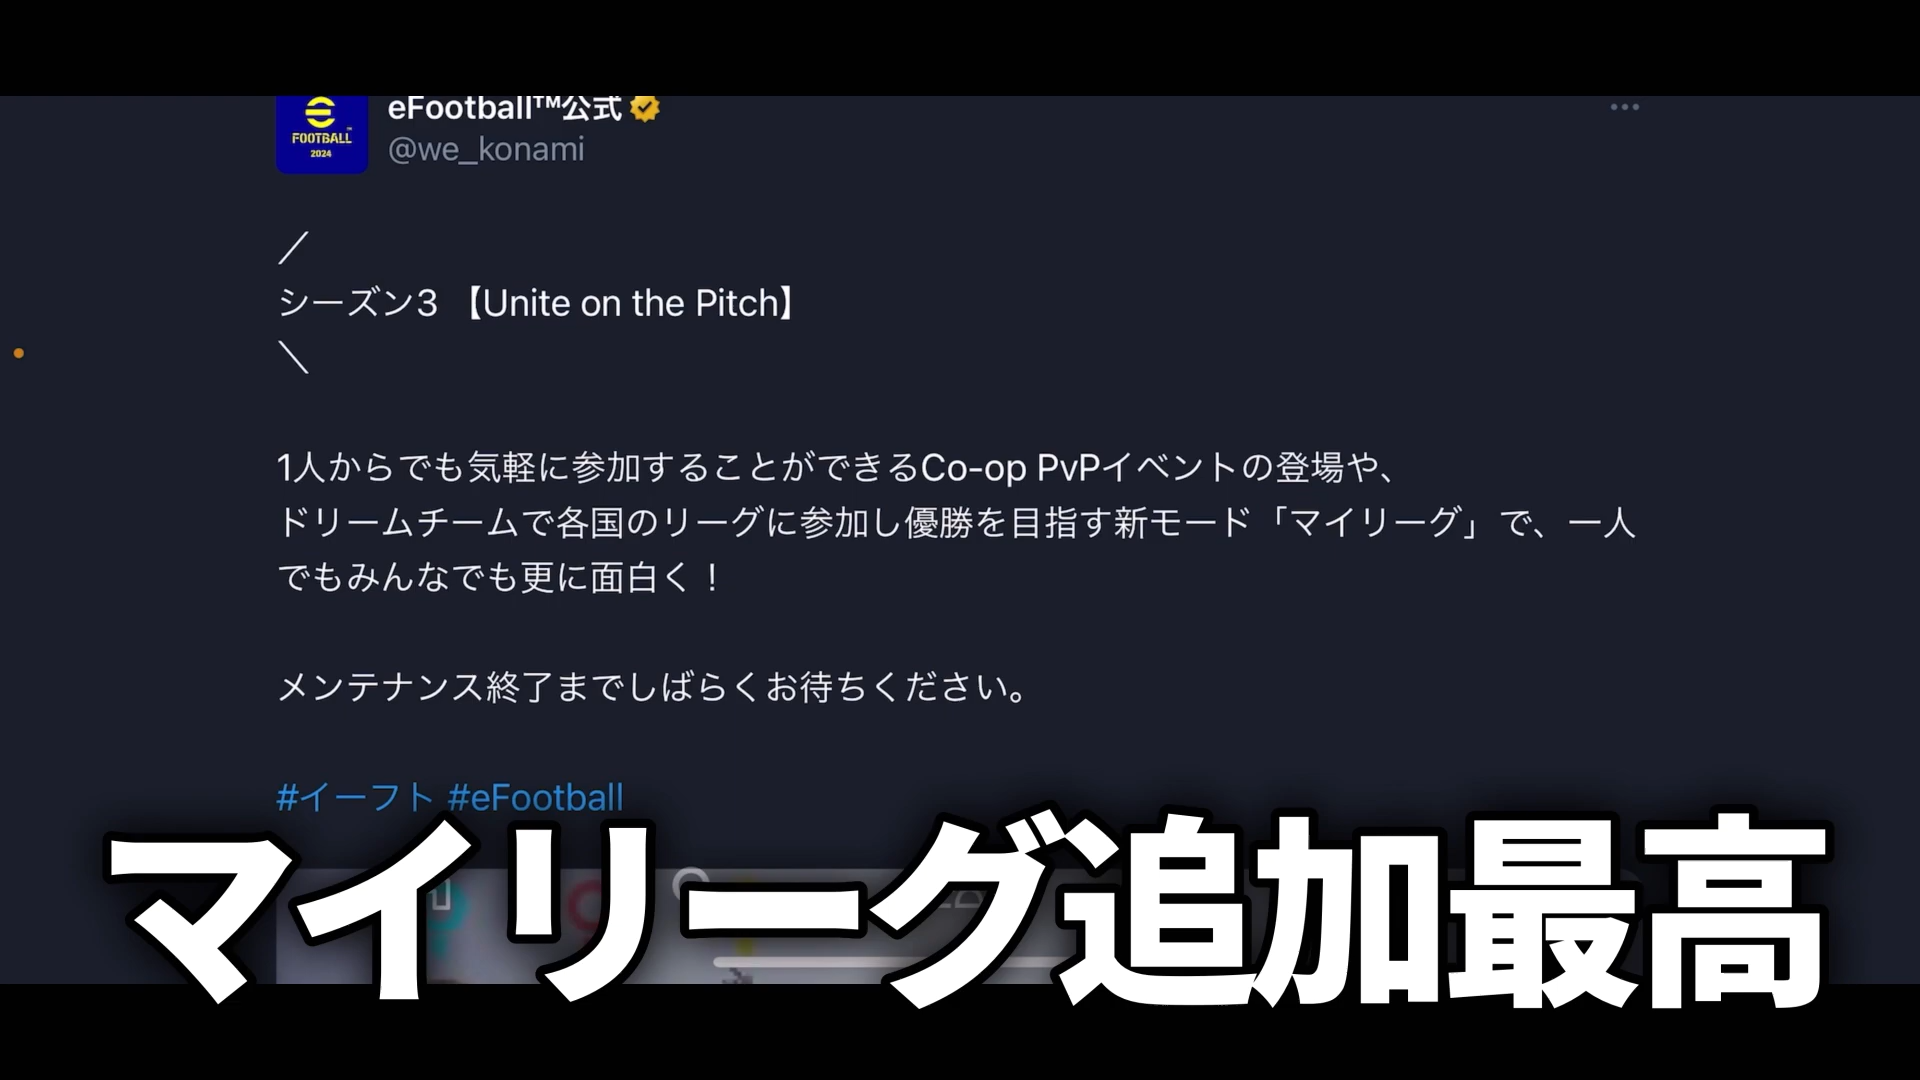 eFootball™公式
@we_konami
FOOTBALL
2024
／
シーズン3 【Unite on the Pitch】
＼
1人からでも気軽に参加することができるCo-op PvPイベントの登場や、
ドリームチームで各国のリーグに参加し優勝を目指す新モード「マイリーグ」で、一人
でもみんなでも更に面白く！
メンテナンス終了までしばらくお待ちください。
#イーフト #eFootball
マイリーグ追加最高